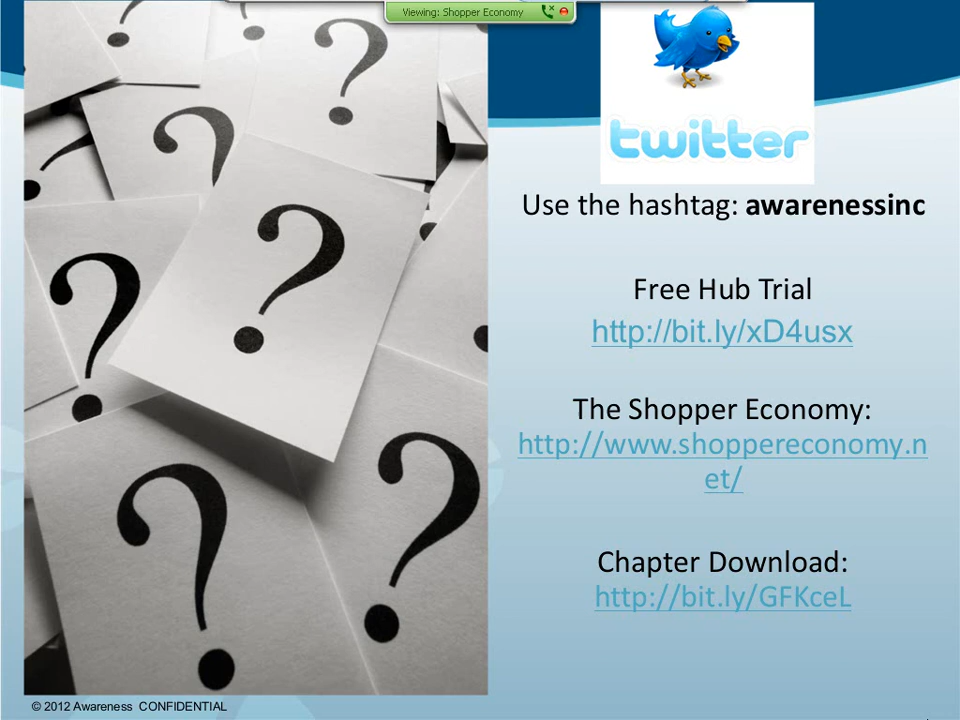 Viewing: Shopper Economy
twitter
Use the hashtag: awarenessinc
Free Hub Trial
http://bit.ly/xD4usx
The Shopper Economy:
http://www.shoppereconomy.n
et/
Chapter Download:
http://bit.ly/GFKceL
? ? ? ? ? ? ?
© 2012 Awareness CONFIDENTIAL